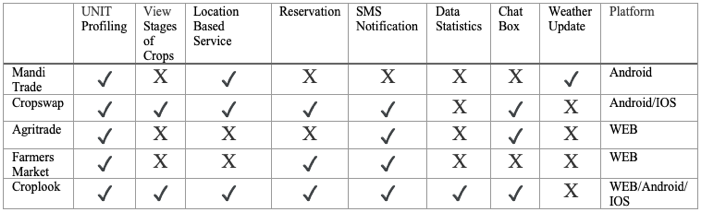 UNIT Profiling | View Stages of Crops | Location Based Service | Reservation | SMS Notification | Data Statistics | Chat Box | Weather Update | Platform
Mandi Trade | ✓ | X | ✓ | X | X | X | X | ✓ | Android
Cropswap | ✓ | ✓ | ✓ | ✓ | ✓ | X | ✓ | X | Android/IOS
Agritrade | ✓ | X | X | X | ✓ | X | ✓ | X | WEB
Farmers Market | ✓ | X | X | ✓ | ✓ | X | X | X | WEB
Croplook | ✓ | ✓ | ✓ | ✓ | ✓ | ✓ | ✓ | X | WEB/Android/IOS